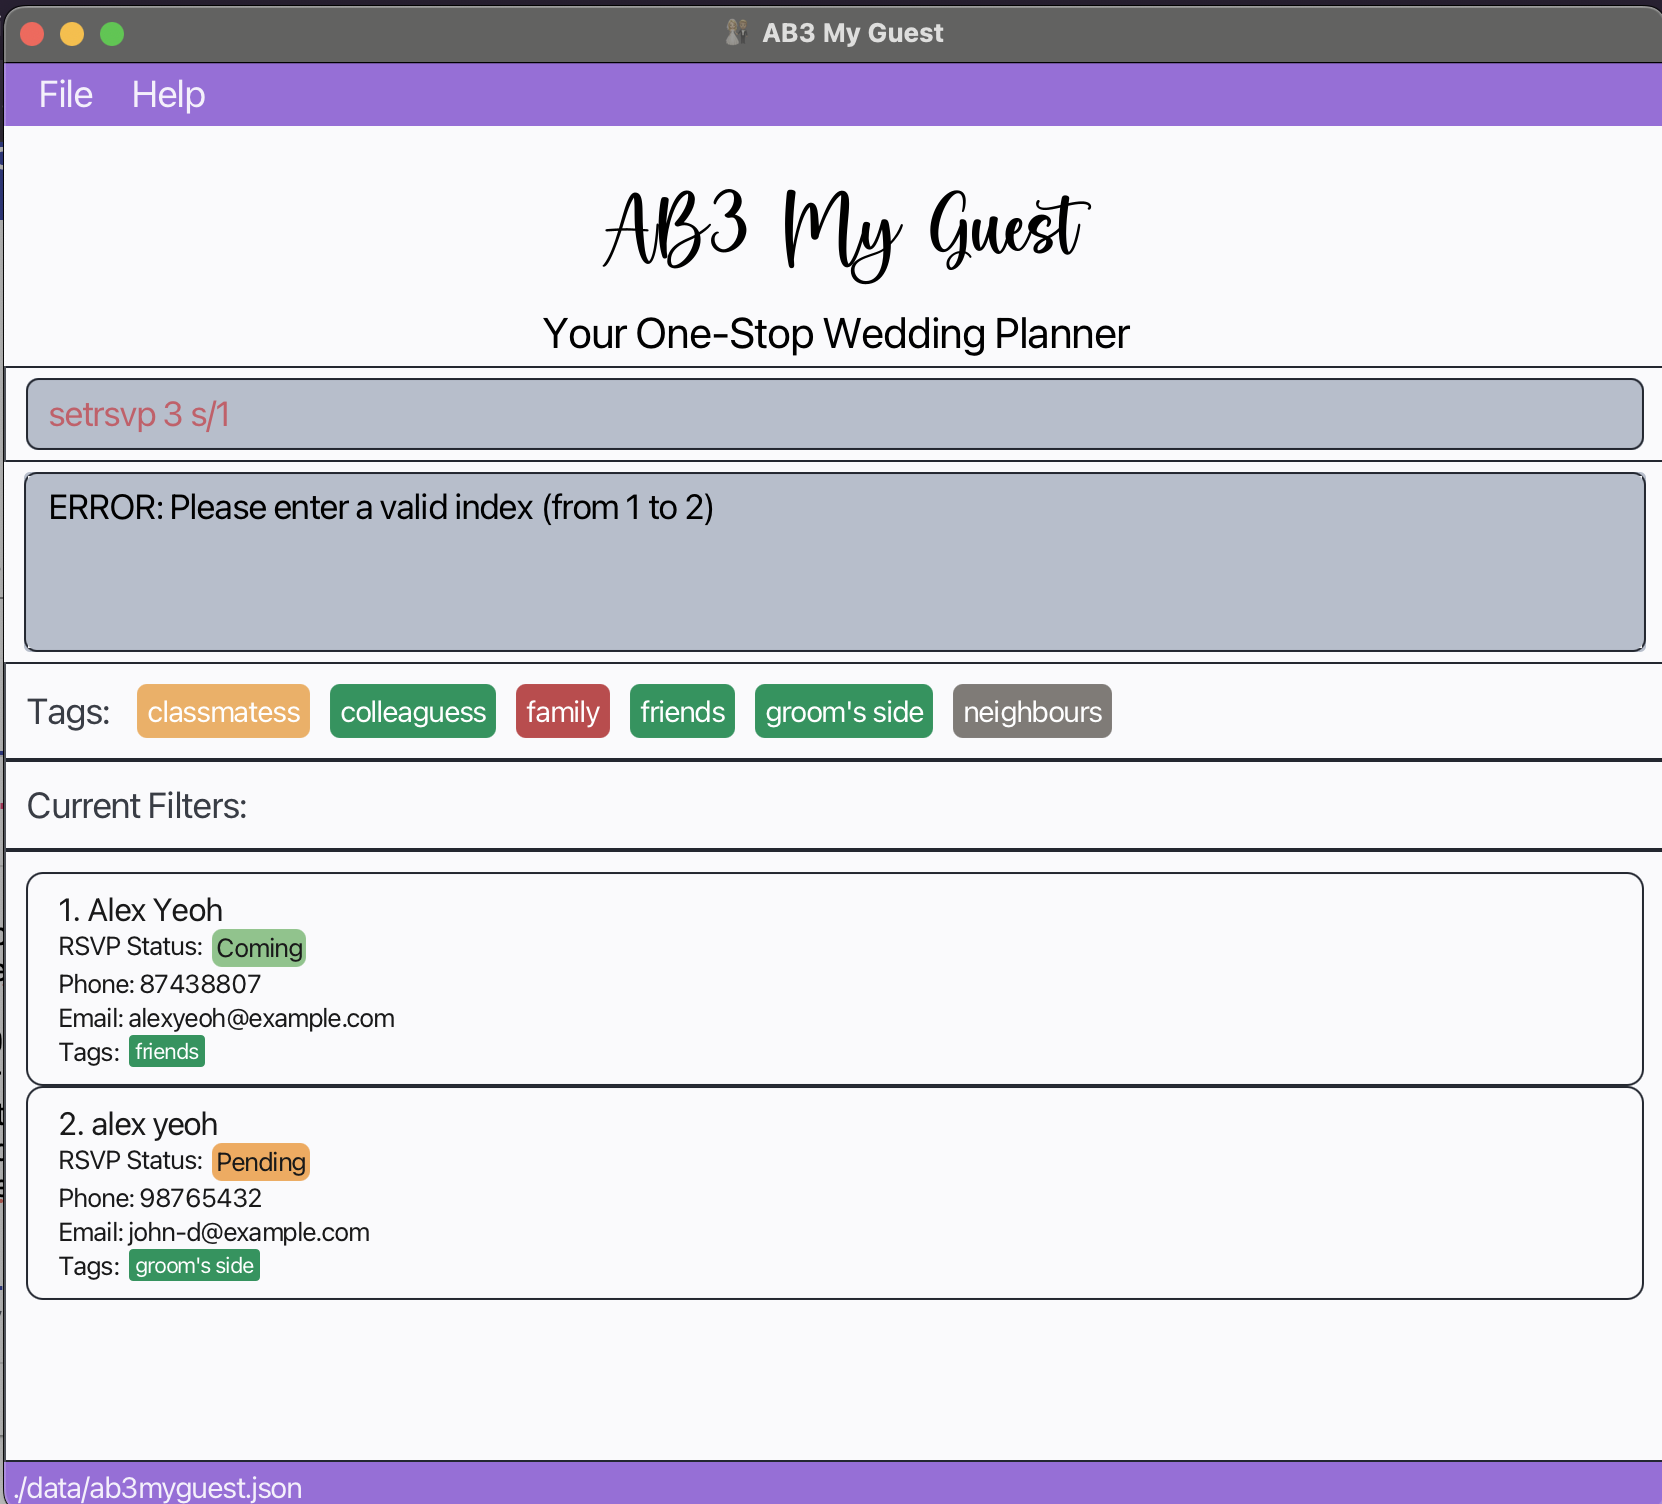 AB3 My Guest
File Help
AB3 My Guest
Your One-Stop Wedding Planner
setrsvp 3 s/1
ERROR: Please enter a valid index (from 1 to 2)
Tags: classmatess colleaguess family friends groom's side neighbours
Current Filters:
1. Alex Yeoh
RSVP Status: Coming
Phone: 87438807
Email: alexyeoh@example.com
Tags: friends
2. alex yeoh
RSVP Status: Pending
Phone: 98765432
Email: john-d@example.com
Tags: groom's side
./data/ab3myguest.json